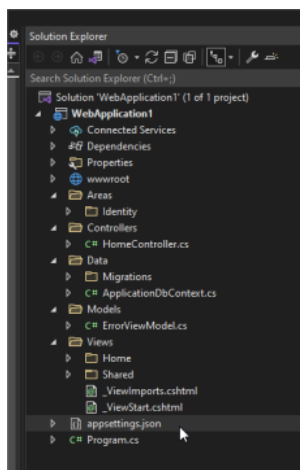 Solution Explorer
Search Solution Explorer (Ctrl+;)
Solution 'WebApplication1' (1 of 1 project)
WebApplication1
Connected Services
Dependencies
Properties
wwwroot
Areas
Identity
Controllers
C# HomeController.cs
Data
Migrations
C# ApplicationDbContext.cs
Models
C# ErrorViewModel.cs
Views
Home
Shared
_ViewImports.cshtml
_ViewStart.cshtml
appsettings.json
C# Program.cs